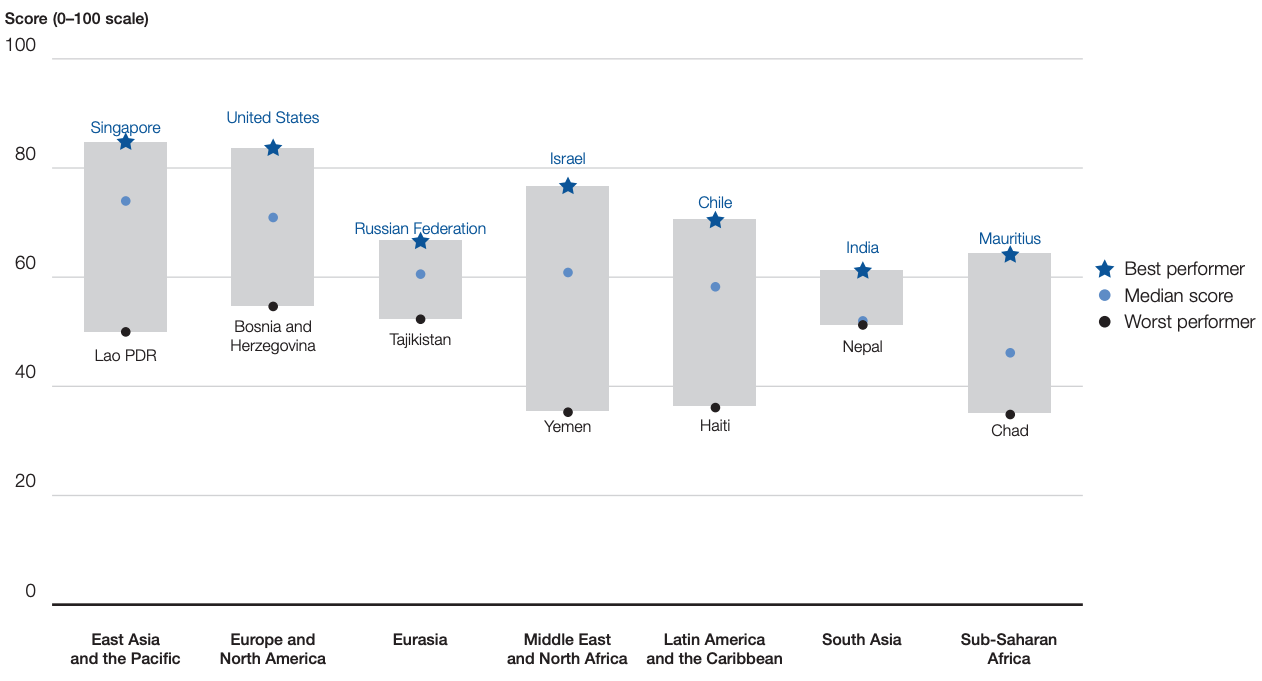 Score (0–100 scale)
100
80
60
40
20
0
Singapore
United States
Russian Federation
Israel
Chile
India
Mauritius
Lao PDR
Bosnia and
Herzegovina
Tajikistan
Yemen
Haiti
Nepal
Chad
Best performer
Median score
Worst performer
East Asia
and the Pacific
Europe and
North America
Eurasia
Middle East
and North Africa
Latin America
and the Caribbean
South Asia
Sub-Saharan
Africa